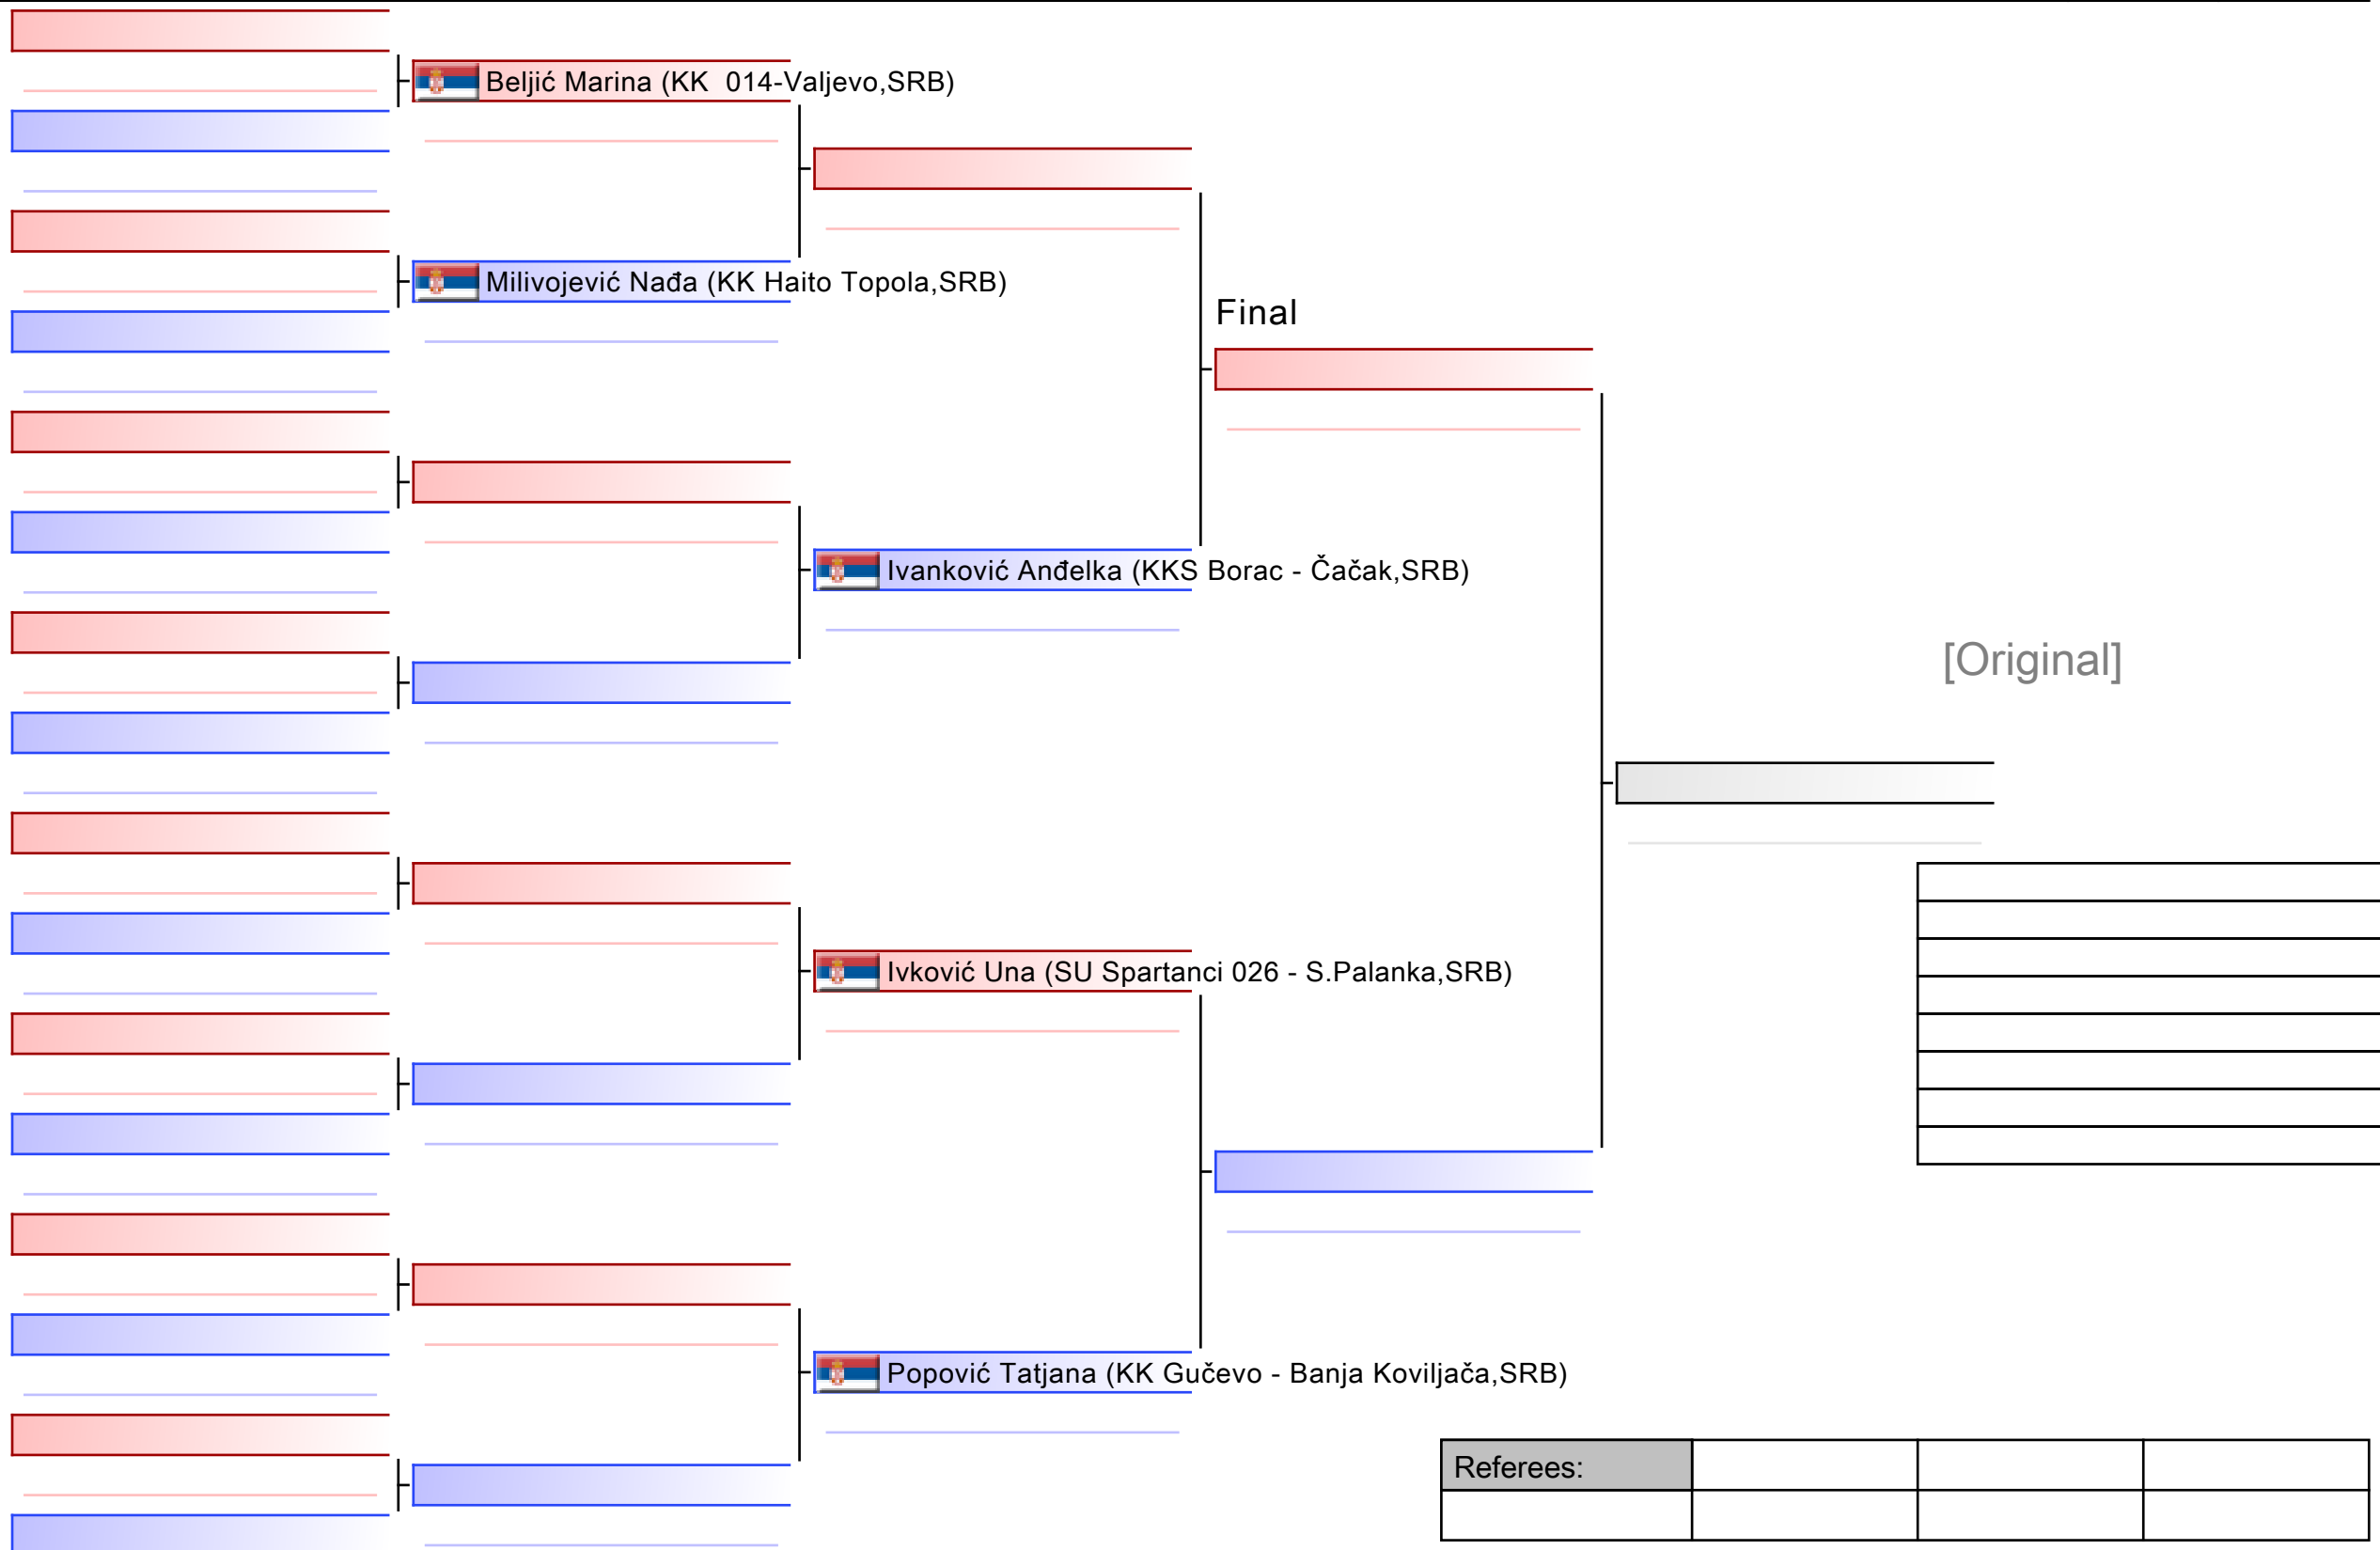 Beljić Marina (KK  014-Valjevo,SRB)
Milivojević Nađa (KK Haito Topola,SRB)
Final
Ivanković Anđelka (KKS Borac - Čačak,SRB)
[Original]
Ivković Una (SU Spartanci 026 - S.Palanka,SRB)
Popović Tatjana (KK Gučevo - Banja Koviljača,SRB)
Referees: